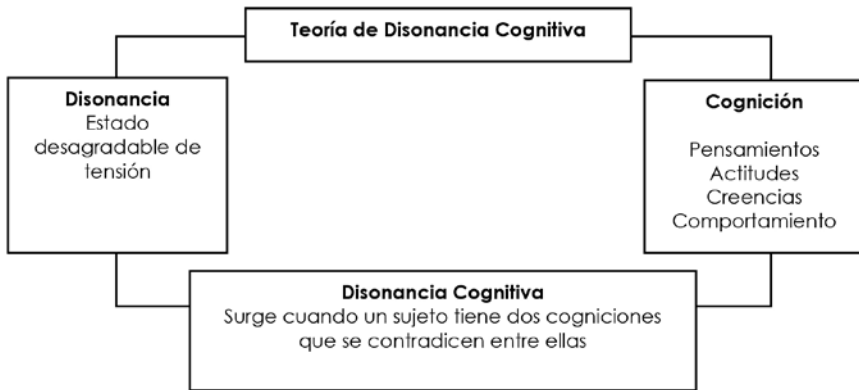 Teoría de Disonancia Cognitiva
Disonancia
Estado
desagradable de
tensión
Cognición
Pensamientos
Actitudes
Creencias
Comportamiento
Disonancia Cognitiva
Surge cuando un sujeto tiene dos cogniciones
que se contradicen entre ellas